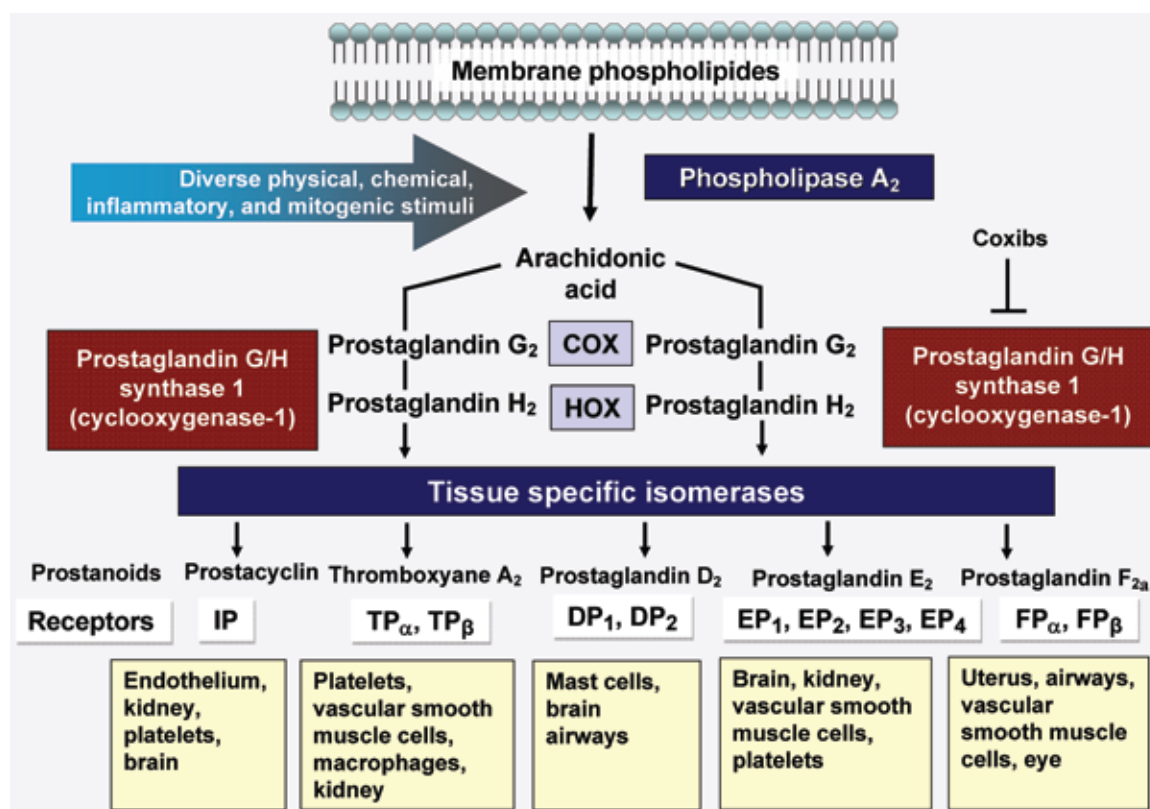 Membrane phospholipides
Diverse physical, chemical,
inflammatory, and mitogenic stimuli
Phospholipase A₂
Coxibs
Arachidonic
acid
Prostaglandin G/H
synthase 1
(cyclooxygenase-1)
Prostaglandin G₂
COX
Prostaglandin G₂
Prostaglandin H₂
HOX
Prostaglandin H₂
Prostaglandin G/H
synthase 1
(cyclooxygenase-1)
Tissue specific isomerases
Prostanoids
Prostacyclin
Thromboxyane A₂
Prostaglandin D₂
Prostaglandin E₂
Prostaglandin F₂ₐ
Receptors
IP
TPα, TPβ
DP₁, DP₂
EP₁, EP₂, EP₃, EP₄
FPα, FPβ
Endothelium,
kidney,
platelets,
brain
Platelets,
vascular smooth
muscle cells,
macrophages,
kidney
Mast cells,
brain
airways
Brain, kidney,
vascular smooth
muscle cells,
platelets
Uterus, airways,
vascular
smooth muscle
cells, eye